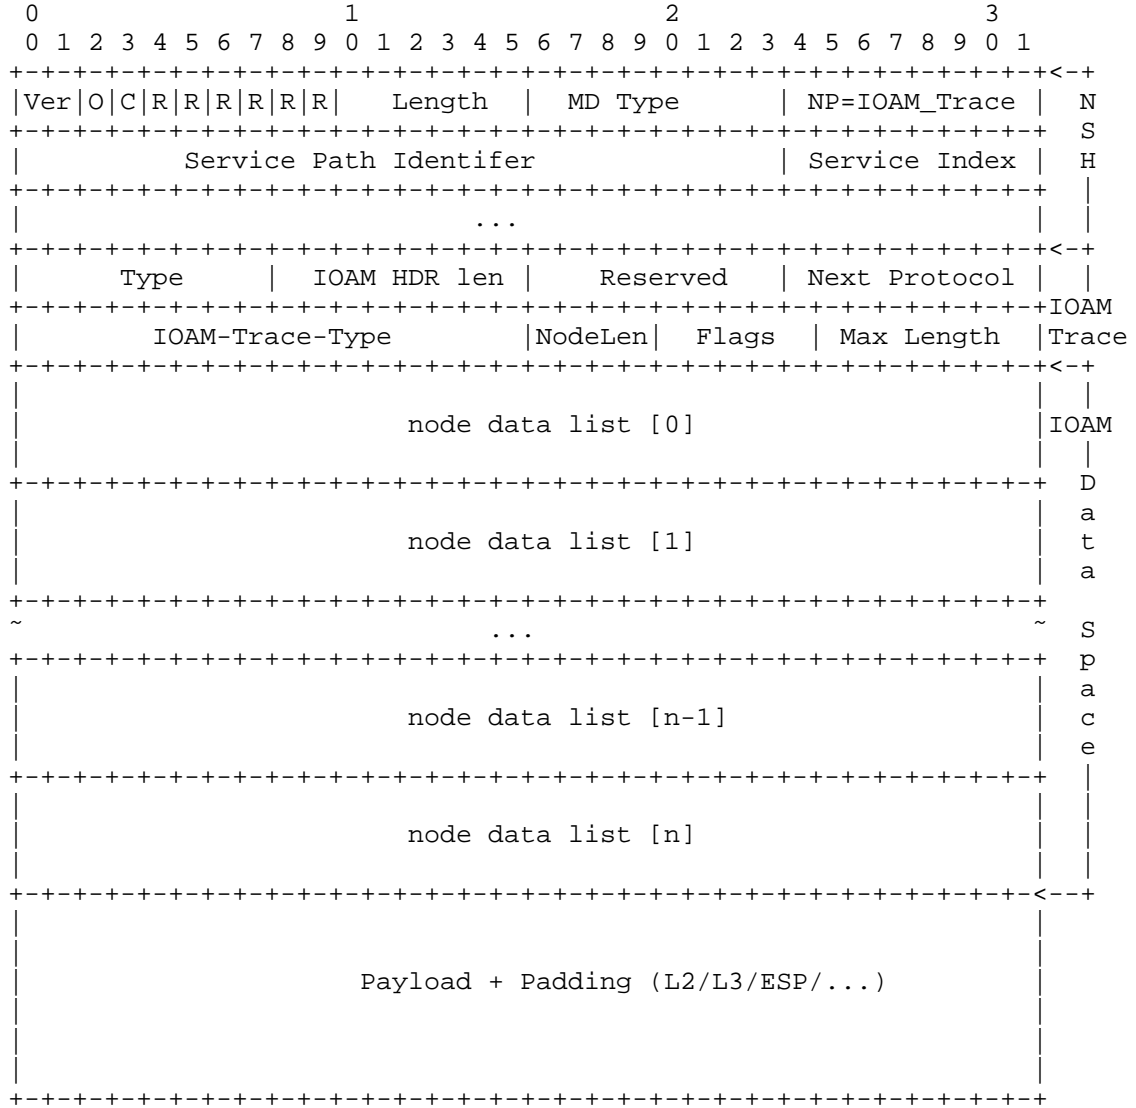 0                   1                   2                   3
 0 1 2 3 4 5 6 7 8 9 0 1 2 3 4 5 6 7 8 9 0 1 2 3 4 5 6 7 8 9 0 1
+-+-+-+-+-+-+-+-+-+-+-+-+-+-+-+-+-+-+-+-+-+-+-+-+-+-+-+-+-+-+-+-+<-+
|Ver|O|C|R|R|R|R|R|R|   Length  |  MD Type      | NP=IOAM_Trace |  N
+-+-+-+-+-+-+-+-+-+-+-+-+-+-+-+-+-+-+-+-+-+-+-+-+-+-+-+-+-+-+-+-+  S
|          Service Path Identifer               | Service Index |  H
+-+-+-+-+-+-+-+-+-+-+-+-+-+-+-+-+-+-+-+-+-+-+-+-+-+-+-+-+-+-+-+-+  |
|                            ...                                |  |
+-+-+-+-+-+-+-+-+-+-+-+-+-+-+-+-+-+-+-+-+-+-+-+-+-+-+-+-+-+-+-+-+<-+
|      Type     |  IOAM HDR len |    Reserved   | Next Protocol |  |
+-+-+-+-+-+-+-+-+-+-+-+-+-+-+-+-+-+-+-+-+-+-+-+-+-+-+-+-+-+-+-+-+IOAM
|        IOAM-Trace-Type        |NodeLen|  Flags  | Max Length  |Trace
+-+-+-+-+-+-+-+-+-+-+-+-+-+-+-+-+-+-+-+-+-+-+-+-+-+-+-+-+-+-+-+-+<-+
|                                                               |  |
|                        node data list [0]                     |IOAM
|                                                               |  |
+-+-+-+-+-+-+-+-+-+-+-+-+-+-+-+-+-+-+-+-+-+-+-+-+-+-+-+-+-+-+-+-+  D
|                                                               |  a
|                        node data list [1]                     |  t
|                                                               |  a
+-+-+-+-+-+-+-+-+-+-+-+-+-+-+-+-+-+-+-+-+-+-+-+-+-+-+-+-+-+-+-+-+
~                             ...                               ~  S
+-+-+-+-+-+-+-+-+-+-+-+-+-+-+-+-+-+-+-+-+-+-+-+-+-+-+-+-+-+-+-+-+  p
|                                                               |  a
|                        node data list [n-1]                   |  c
|                                                               |  e
+-+-+-+-+-+-+-+-+-+-+-+-+-+-+-+-+-+-+-+-+-+-+-+-+-+-+-+-+-+-+-+-+  |
|                                                               |  |
|                        node data list [n]                     |  |
|                                                               |  |
+-+-+-+-+-+-+-+-+-+-+-+-+-+-+-+-+-+-+-+-+-+-+-+-+-+-+-+-+-+-+-+-<--+
|                                                               |
|                                                               |
|                     Payload + Padding (L2/L3/ESP/...)         |
|                                                               |
|                                                               |
|                                                               |
+-+-+-+-+-+-+-+-+-+-+-+-+-+-+-+-+-+-+-+-+-+-+-+-+-+-+-+-+-+-+-+-+